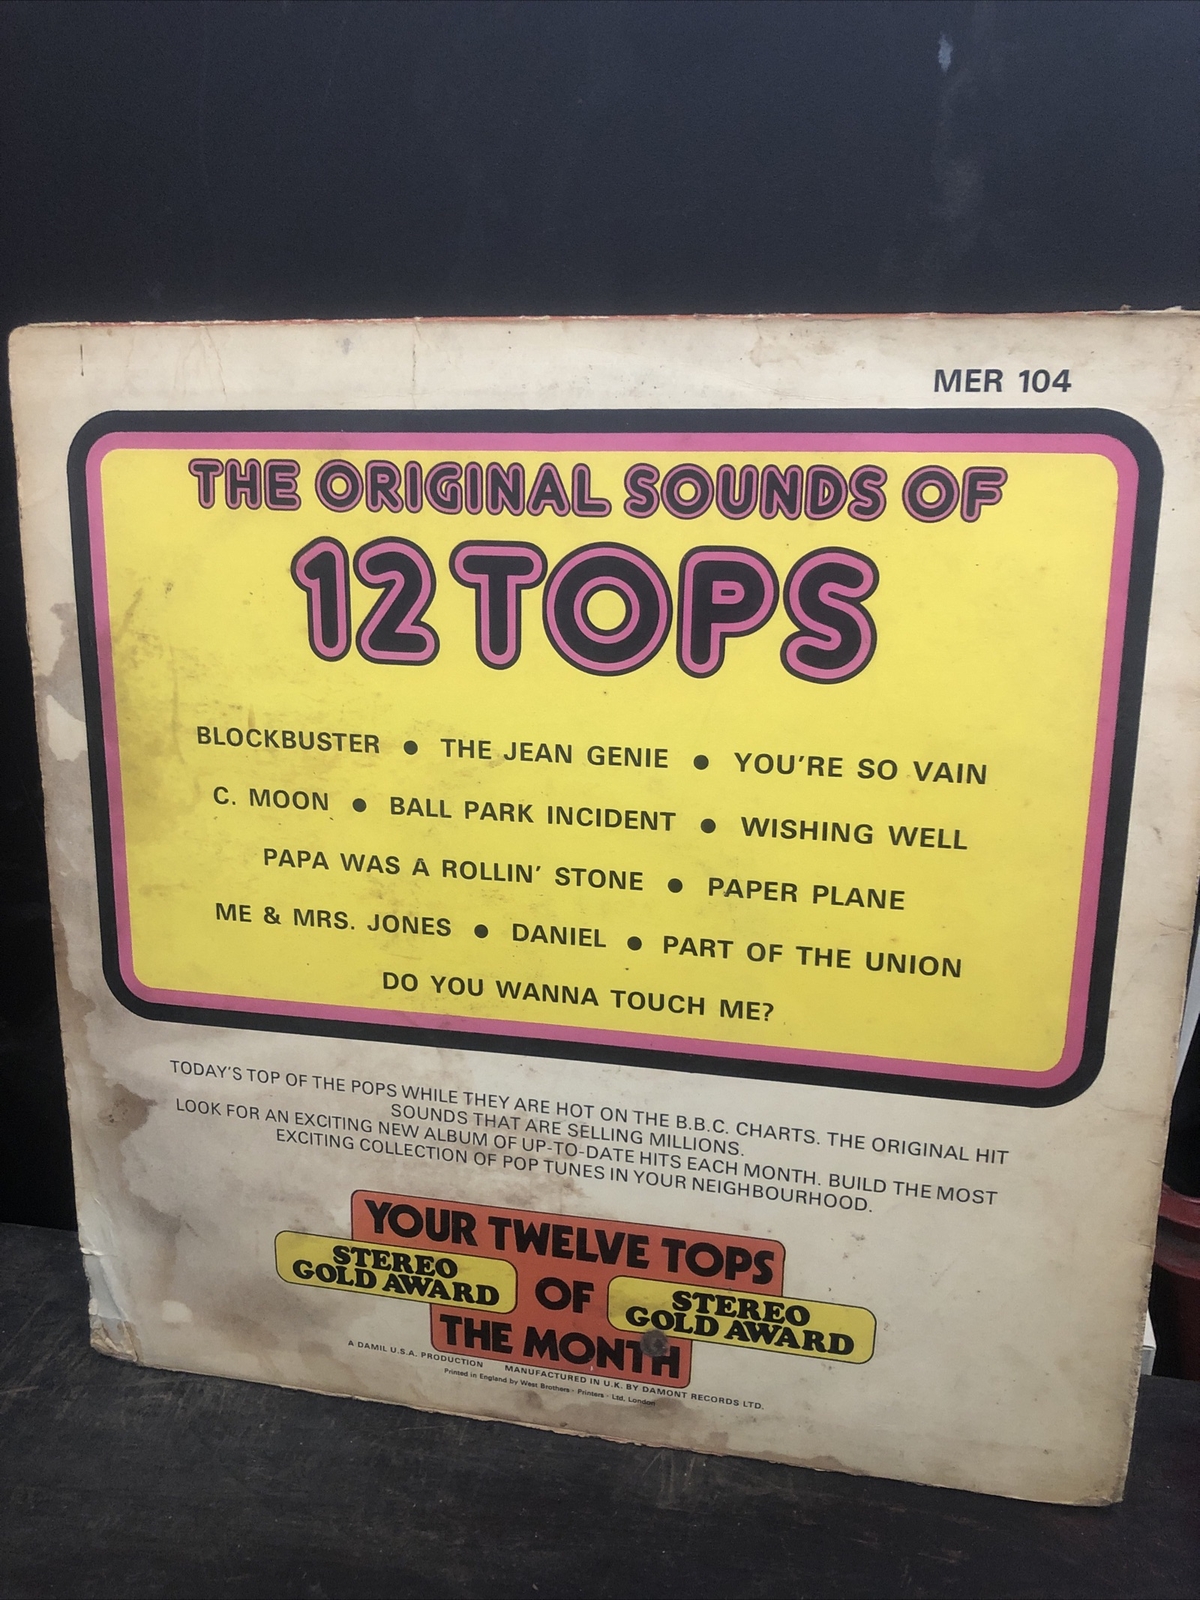 MER 104
THE ORIGINAL SOUNDS OF
12 TOPS
BLOCKBUSTER ● THE JEAN GENIE ● YOU'RE SO VAIN
C. MOON ● BALL PARK INCIDENT ● WISHING WELL
PAPA WAS A ROLLIN' STONE ● PAPER PLANE
ME & MRS. JONES ● DANIEL ● PART OF THE UNION
DO YOU WANNA TOUCH ME?
TODAY'S TOP OF THE POPS WHILE THEY ARE HOT ON THE B.B.C. CHARTS. THE ORIGINAL HIT
SOUNDS THAT ARE SELLING MILLIONS.
LOOK FOR AN EXCITING NEW ALBUM OF UP-TO-DATE HITS EACH MONTH. BUILD THE MOST
EXCITING COLLECTION OF POP TUNES IN YOUR NEIGHBOURHOOD.
YOUR TWELVE TOPS
STEREO
GOLD AWARD
OF
STEREO
GOLD AWARD
THE MONTH
A DAMIL U.S.A. PRODUCTION MANUFACTURED IN U.K. BY DAMONT RECORDS LTD.
Printed in England by West Brothers · Printers · Ltd, London